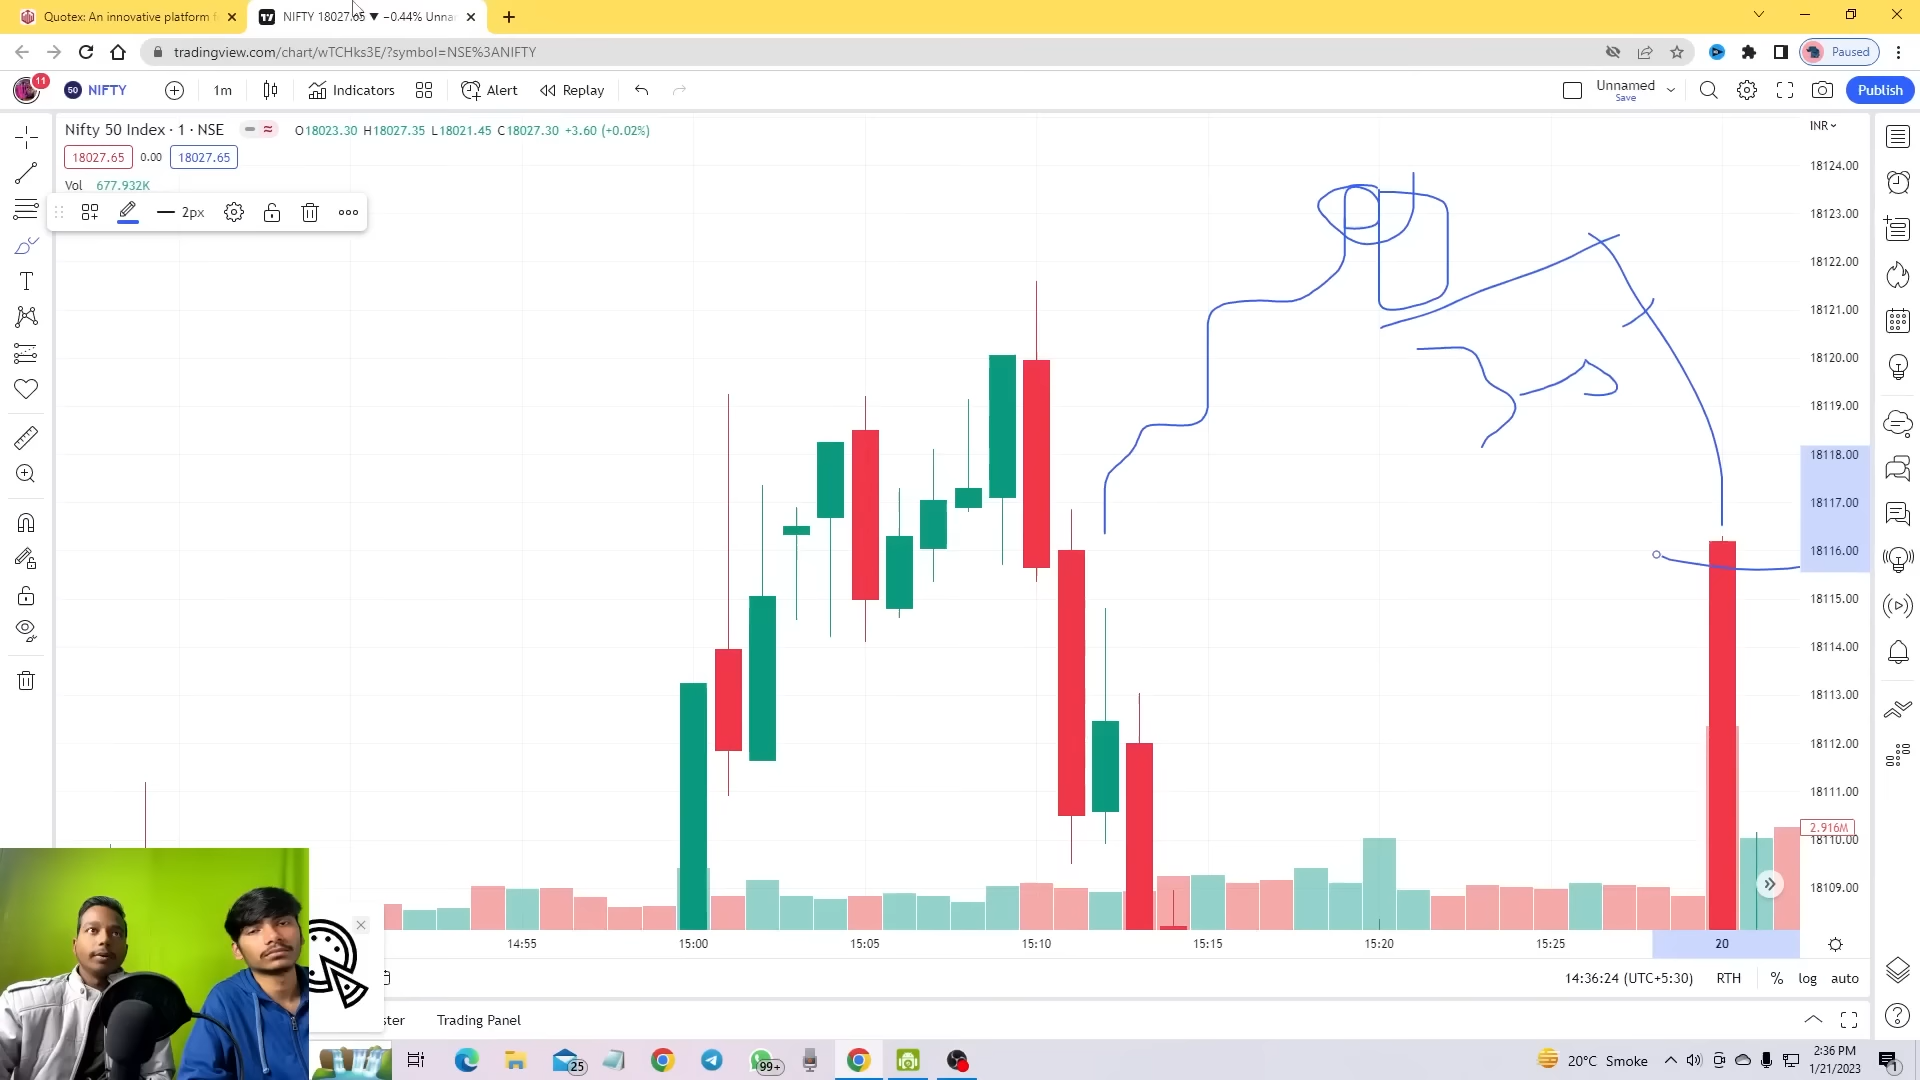 Quotex: An innovative platform f
NIFTY 18027.65 ▼ −0.44% Unna
tradingview.com/chart/wTCHks3E/?symbol=NSE%3ANIFTY
Paused
11
50 NIFTY
1m
Indicators
Alert
Replay
Unnamed
Save
Publish
Nifty 50 Index · 1 · NSE
O18023.30 H18027.35 L18021.45 C18027.30 +3.60 (+0.02%)
INR
18027.65 0.00 18027.65
Vol 677.932K
2px
18124.00
18123.00
18122.00
18121.00
18120.00
18119.00
18118.00
18117.00
18116.00
18115.00
18114.00
18113.00
18112.00
18111.00
2.916M
18110.00
18109.00
14:55 15:00 15:05 15:10 15:15 15:20 15:25 20
14:36:24 (UTC+5:30)
RTH
% log auto
ster
Trading Panel
25
99+
20°C Smoke
2:36 PM
1/21/2023
1